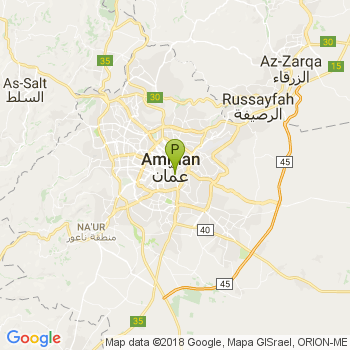 35
30
Az-Zarqa
الزرقاء
15
As-Salt
السلط
30
Russayfah
الرصيفة
P
Amman
عمان
45
NA'UR
منطقة ناعور
40
45
35
Google
Map data ©2018 Google, Mapa GISrael, ORION-ME